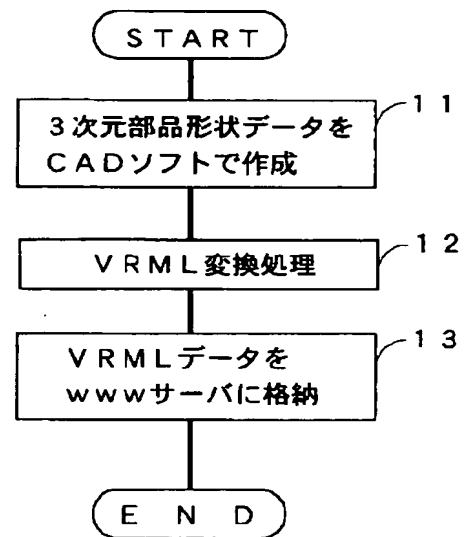 START
11
3次元部品形状データを
CADソフトで作成
12
VRML変換処理
13
VRMLデータを
wwwサーバに格納
END